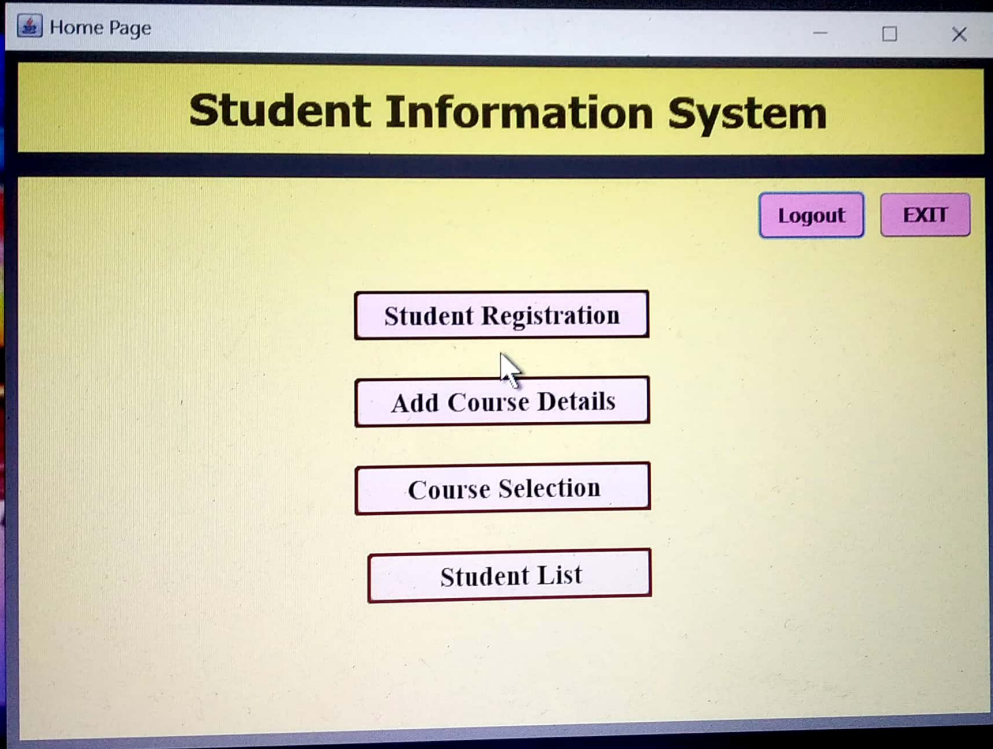 Home Page
Student Information System
Logout EXIT
Student Registration
Add Course Details
Course Selection
Student List